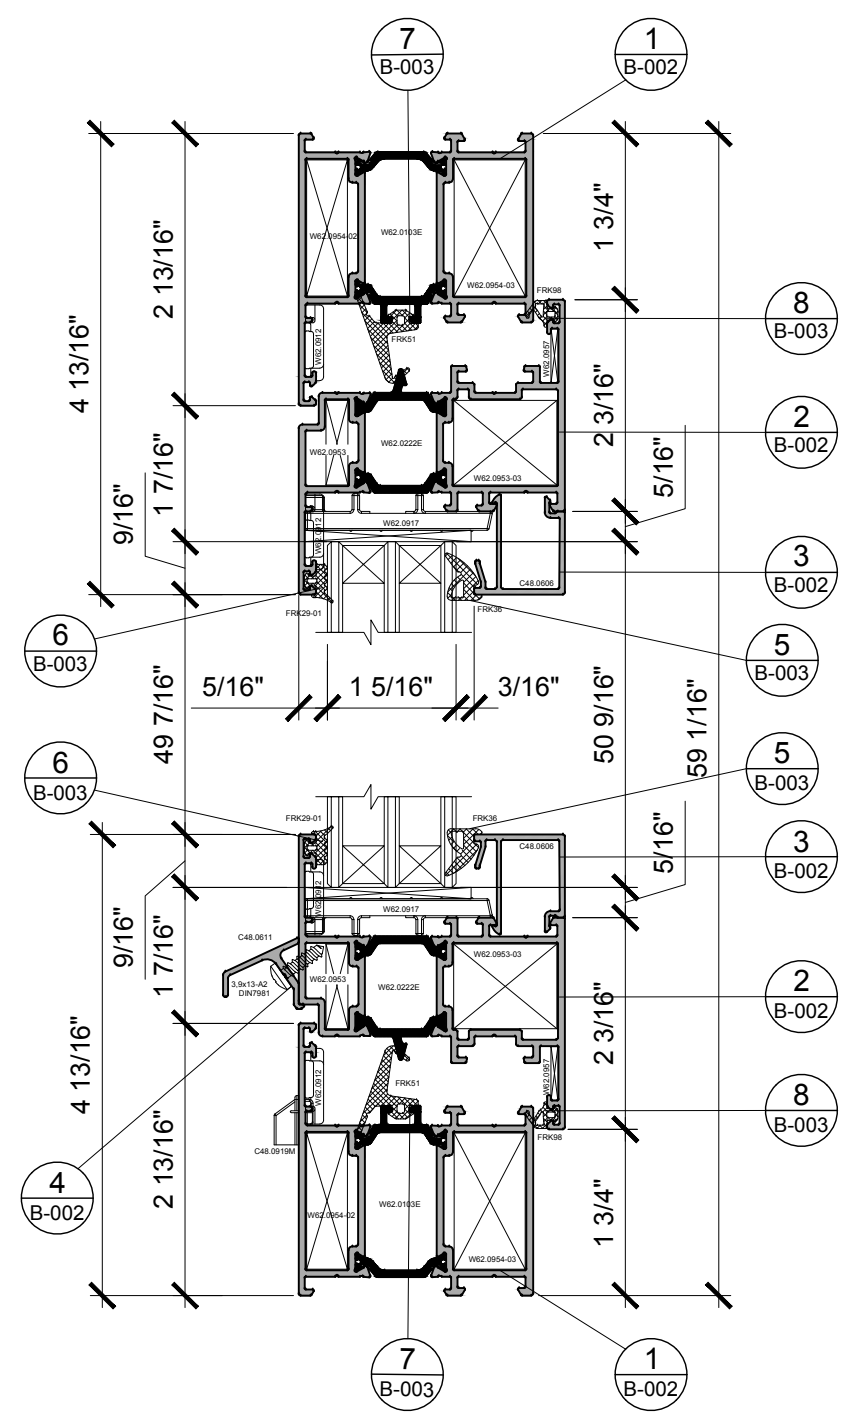 7
B-003
1
B-002
2 13/16"
4 13/16"
1 3/4"
W62.0954-02
W62.0103E
W62.0954-03
FRK98
8
B-003
W62.0912
FRK51
W62.0957
2 3/16"
2
B-002
1 7/16"
9/16"
W62.0953
W62.0222E
W62.0953-03
5/16"
W62.0912
W62.0917
C48.0606
3
B-002
FRK29-01
FRK36
6
B-003
5
B-003
5/16"
1 5/16"
3/16"
49 7/16"
50 9/16"
59 1/16"
6
B-003
5
B-003
FRK29-01
FRK36
C48.0606
5/16"
3
B-002
W62.0912
W62.0917
9/16"
1 7/16"
C48.0611
3,9x13-A2
DIN7981
W62.0953
W62.0222E
W62.0953-03
2
B-002
4 13/16"
2 3/16"
W62.0912
FRK51
W62.0957
8
B-003
FRK98
C48.0919M
2 13/16"
4
B-002
W62.0954-02
W62.0103E
W62.0954-03
1 3/4"
7
B-003
1
B-002